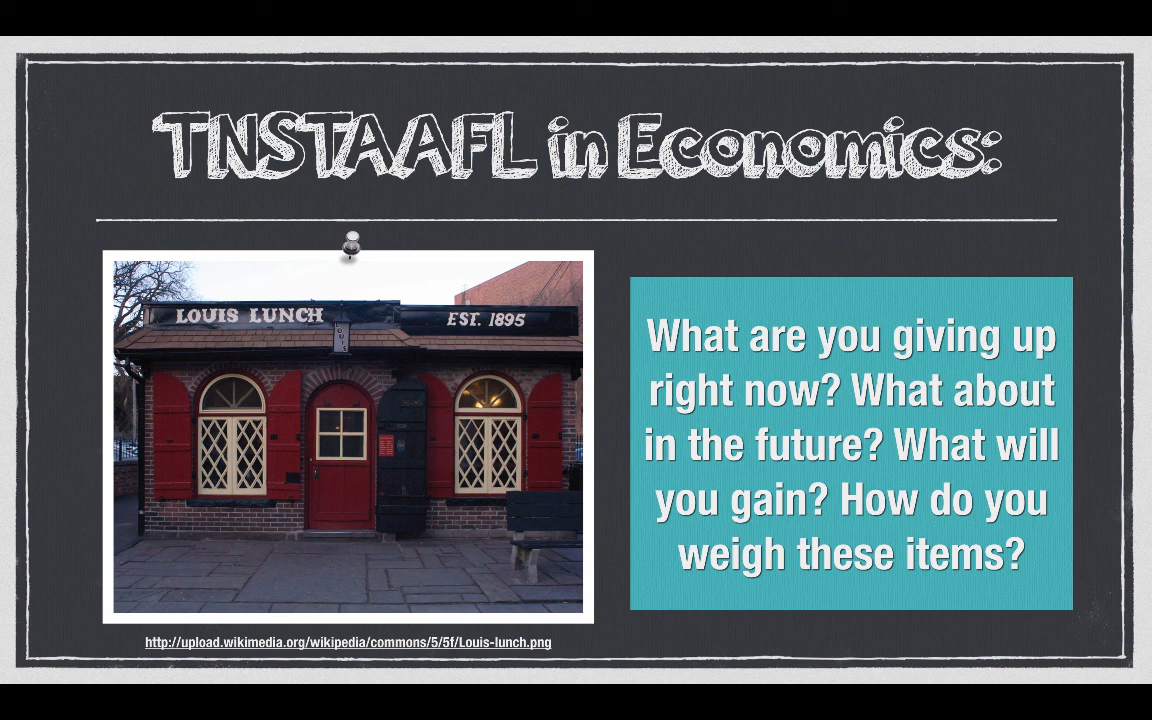 TNSTAAFL in Economics:
LOUIS LUNCH
EST. 1895
LOUIS
What are you giving up
right now? What about
in the future? What will
you gain? How do you
weigh these items?
http://upload.wikimedia.org/wikipedia/commons/5/5f/Louis-lunch.png